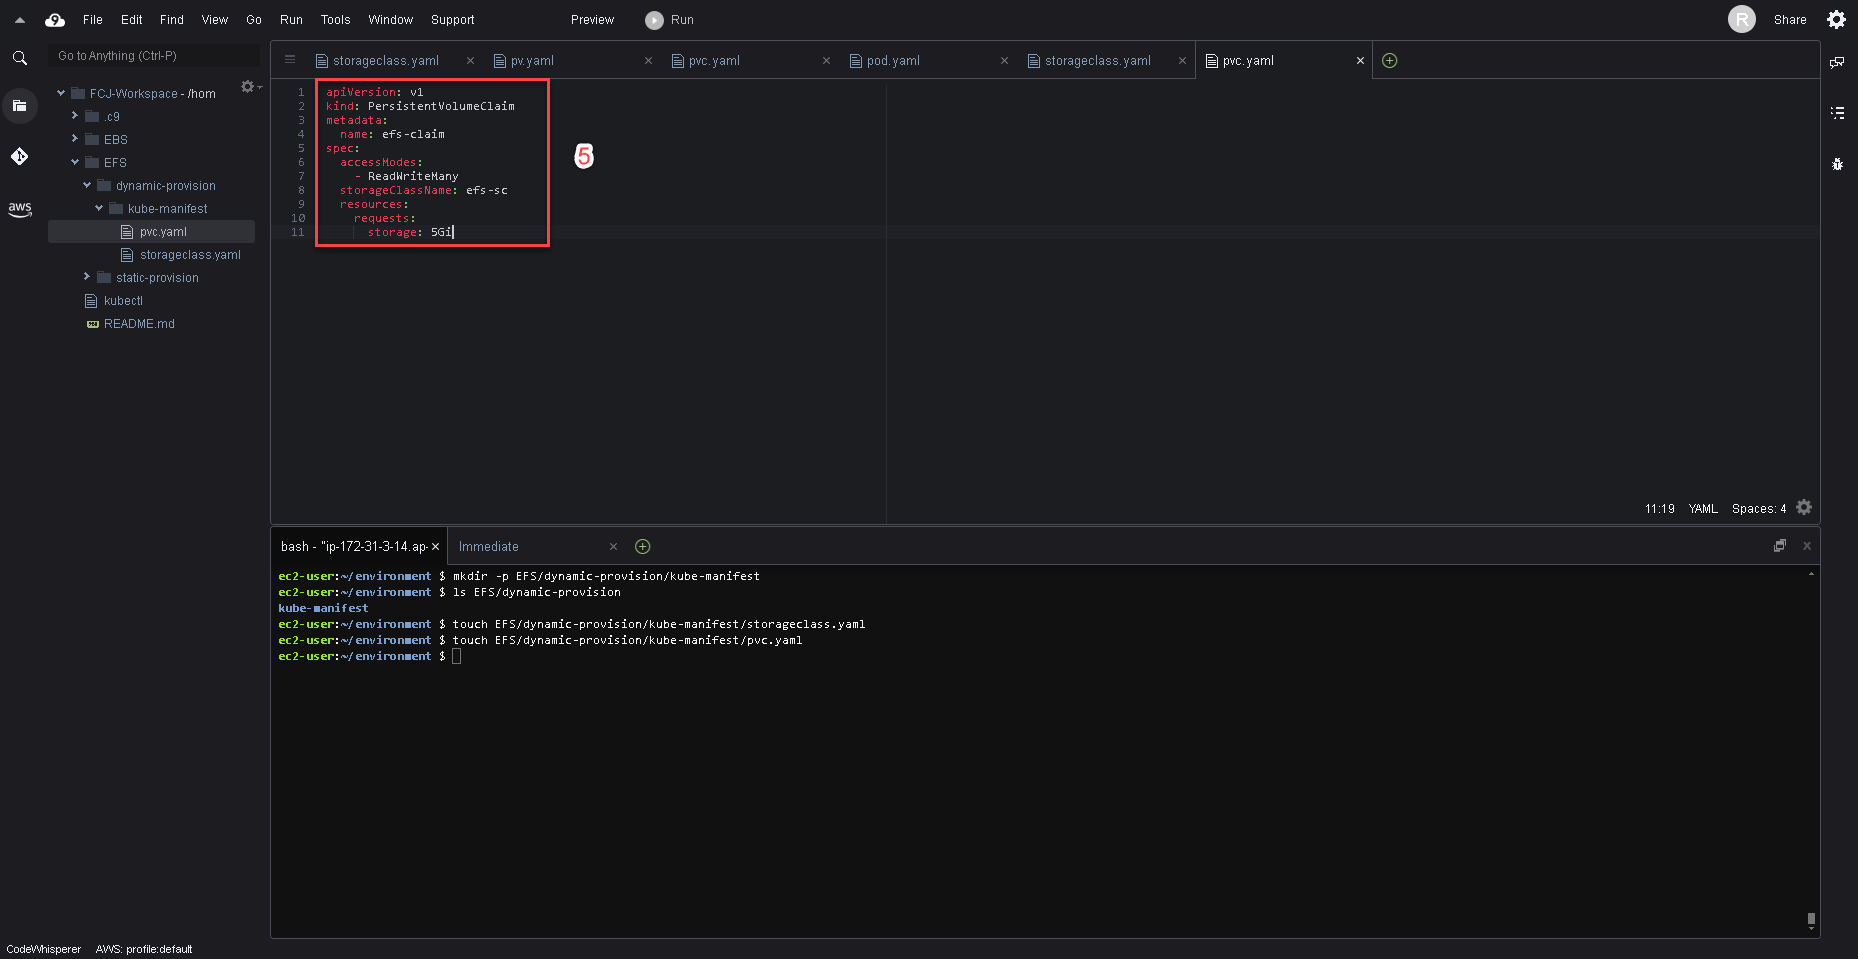 9 File Edit Find View Go Run Tools Window Support Preview Run R Share
Go to Anything (Ctrl-P)
storageclass.yaml pv.yaml pvc.yaml pod.yaml storageclass.yaml pvc.yaml
FCJ-Workspace - /hom
.c9
EBS
EFS
dynamic-provision
kube-manifest
pvc.yaml
storageclass.yaml
static-provision
kubectl
README.md
aws
1 apiVersion: v1
2 kind: PersistentVolumeClaim
3 metadata:
4 name: efs-claim
5 spec:
6 accessModes:
7 - ReadWriteMany
8 storageClassName: efs-sc
9 resources:
10 requests:
11 storage: 5Gi
5
11:19 YAML Spaces: 4
bash - "ip-172-31-3-14.ap- Immediate
ec2-user:~/environment $ mkdir -p EFS/dynamic-provision/kube-manifest
ec2-user:~/environment $ ls EFS/dynamic-provision
kube-manifest
ec2-user:~/environment $ touch EFS/dynamic-provision/kube-manifest/storageclass.yaml
ec2-user:~/environment $ touch EFS/dynamic-provision/kube-manifest/pvc.yaml
ec2-user:~/environment $
CodeWhisperer AWS: profile:default